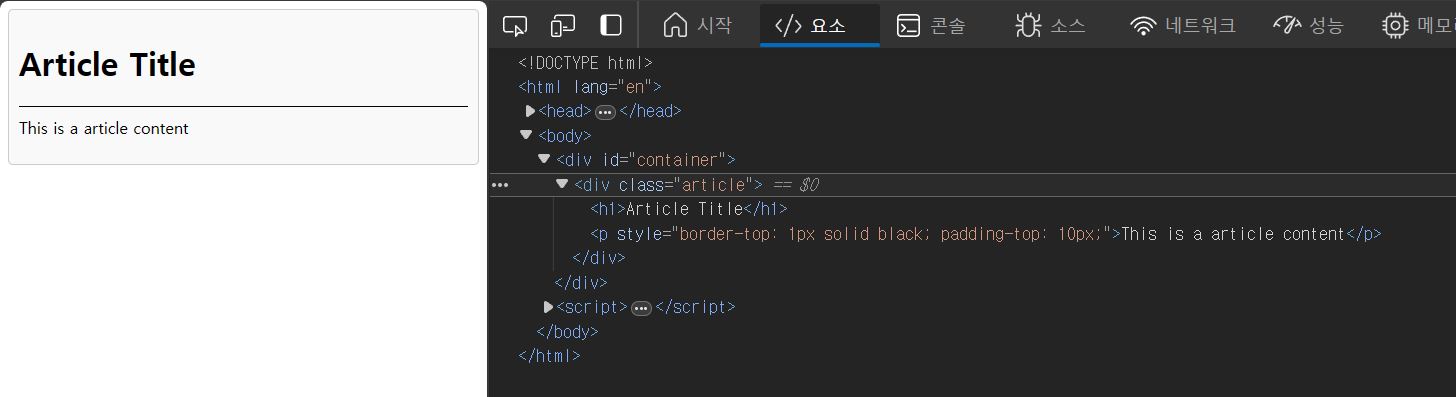 Article Title
This is a article content
시작
요소
콘솔
소스
네트워크
성능
메모리
<!DOCTYPE html>
<html lang="en">
<head>•••</head>
<body>
<div id="container">
••• <div class="article"> == $0
<h1>Article Title</h1>
<p style="border-top: 1px solid black; padding-top: 10px;">This is a article content</p>
</div>
</div>
<script>•••</script>
</body>
</html>